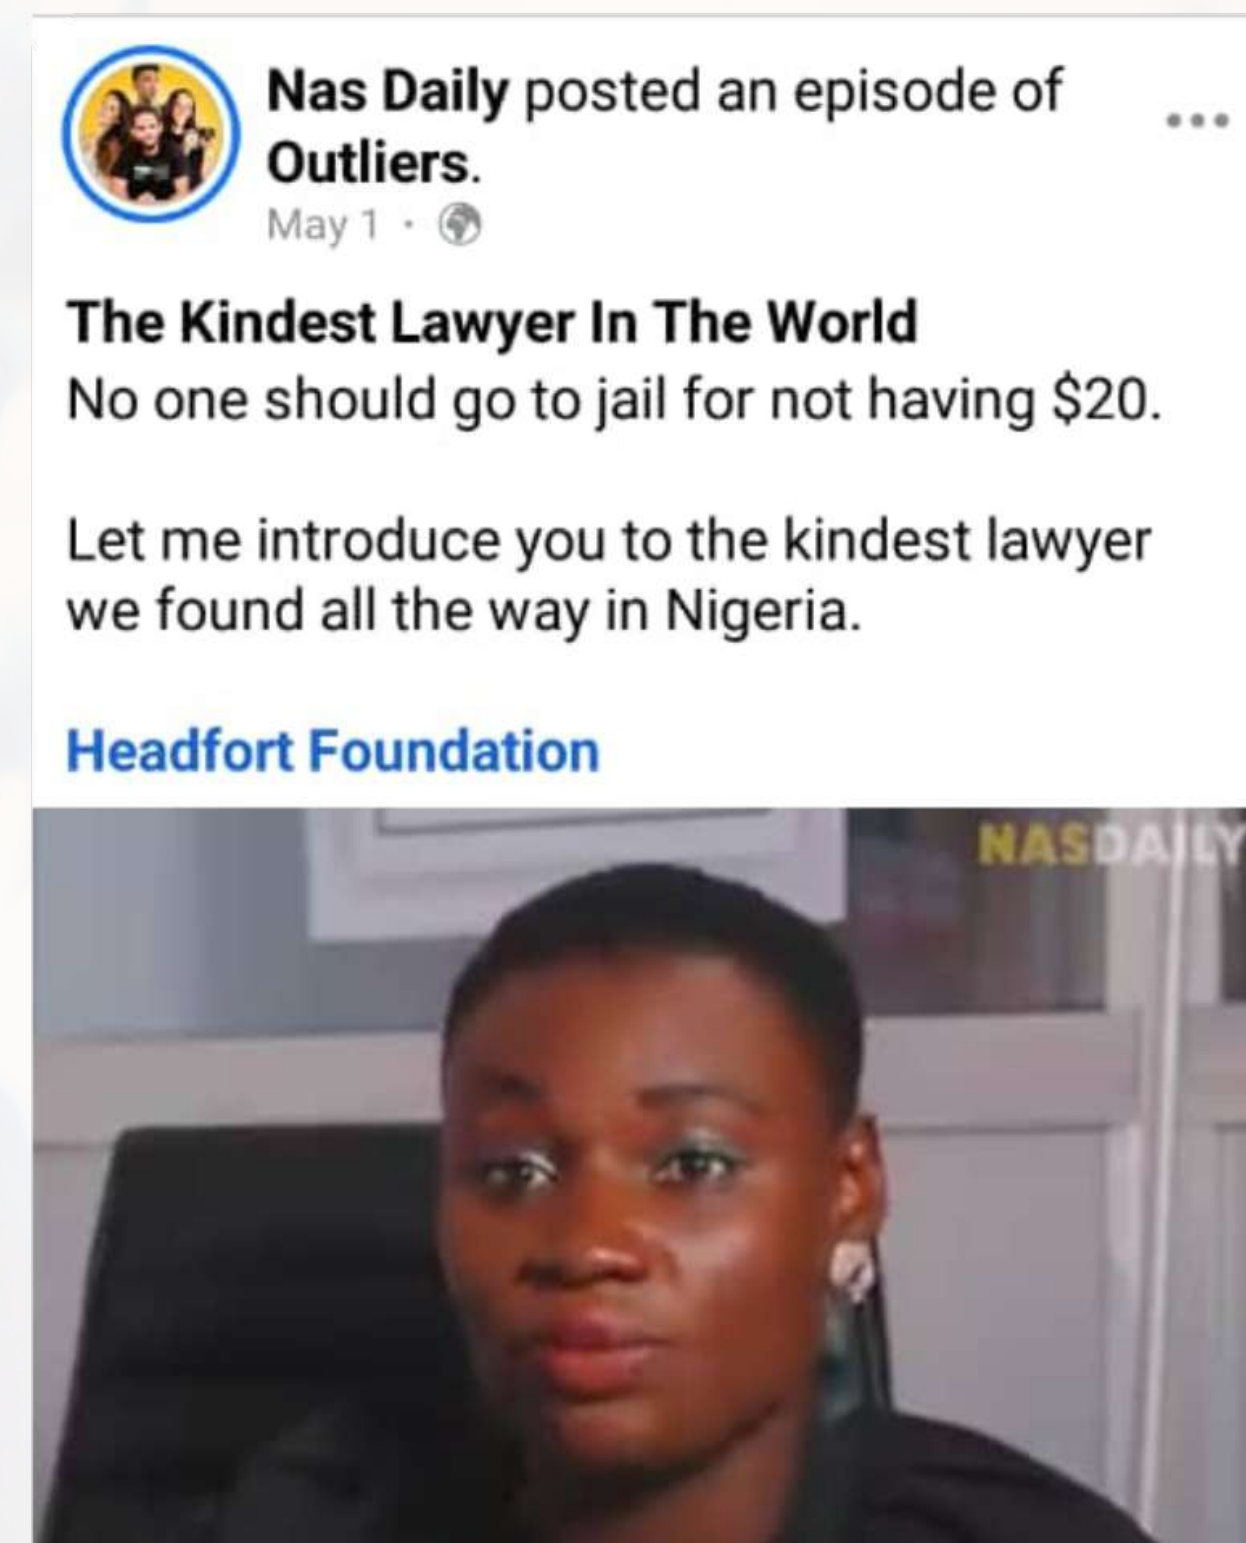 Nas Daily posted an episode of
Outliers.
May 1 ·
The Kindest Lawyer In The World
No one should go to jail for not having $20.
Let me introduce you to the kindest lawyer
we found all the way in Nigeria.
Headfort Foundation
NASDAILY